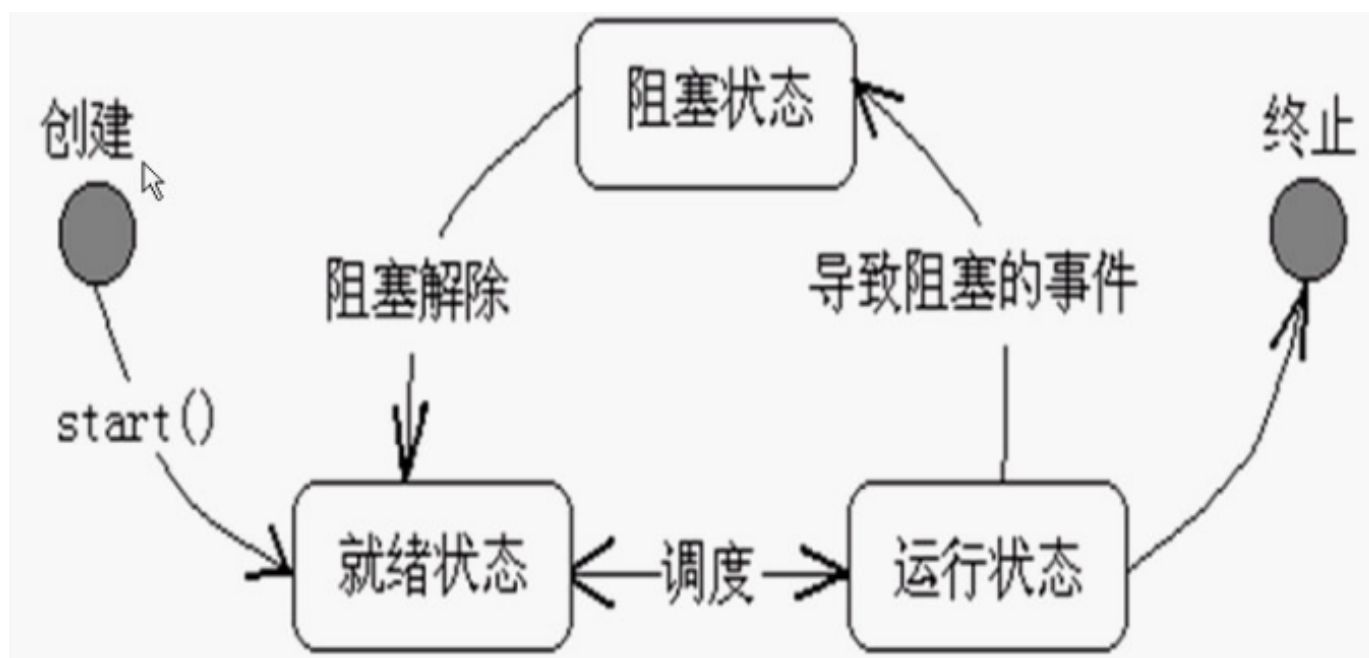 阻塞状态
创建
终止
阻塞解除
导致阻塞的事件
start()
就绪状态
调度
运行状态